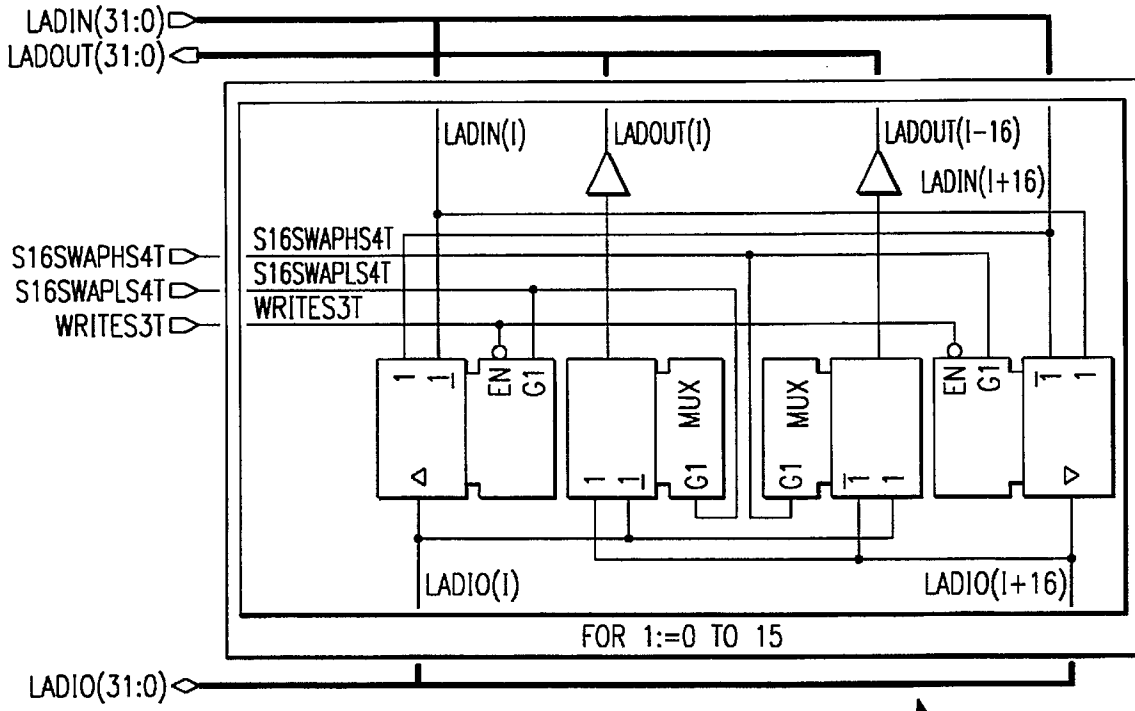 LADIN(31:0)
LADOUT(31:0)
LADIN(I)
LADOUT(I)
LADOUT(I-16)
LADIN(I+16)
S16SWAPHS4T
S16SWAPHS4T
S16SWAPLS4T
S16SWAPLS4T
WRITES3T
WRITES3T
1 1 EN G1
MUX
G1
1 1
MUX
G1
1 1
EN G1 1 1
LADIO(I)
LADIO(I+16)
FOR 1:=0 TO 15
LADIO(31:0)